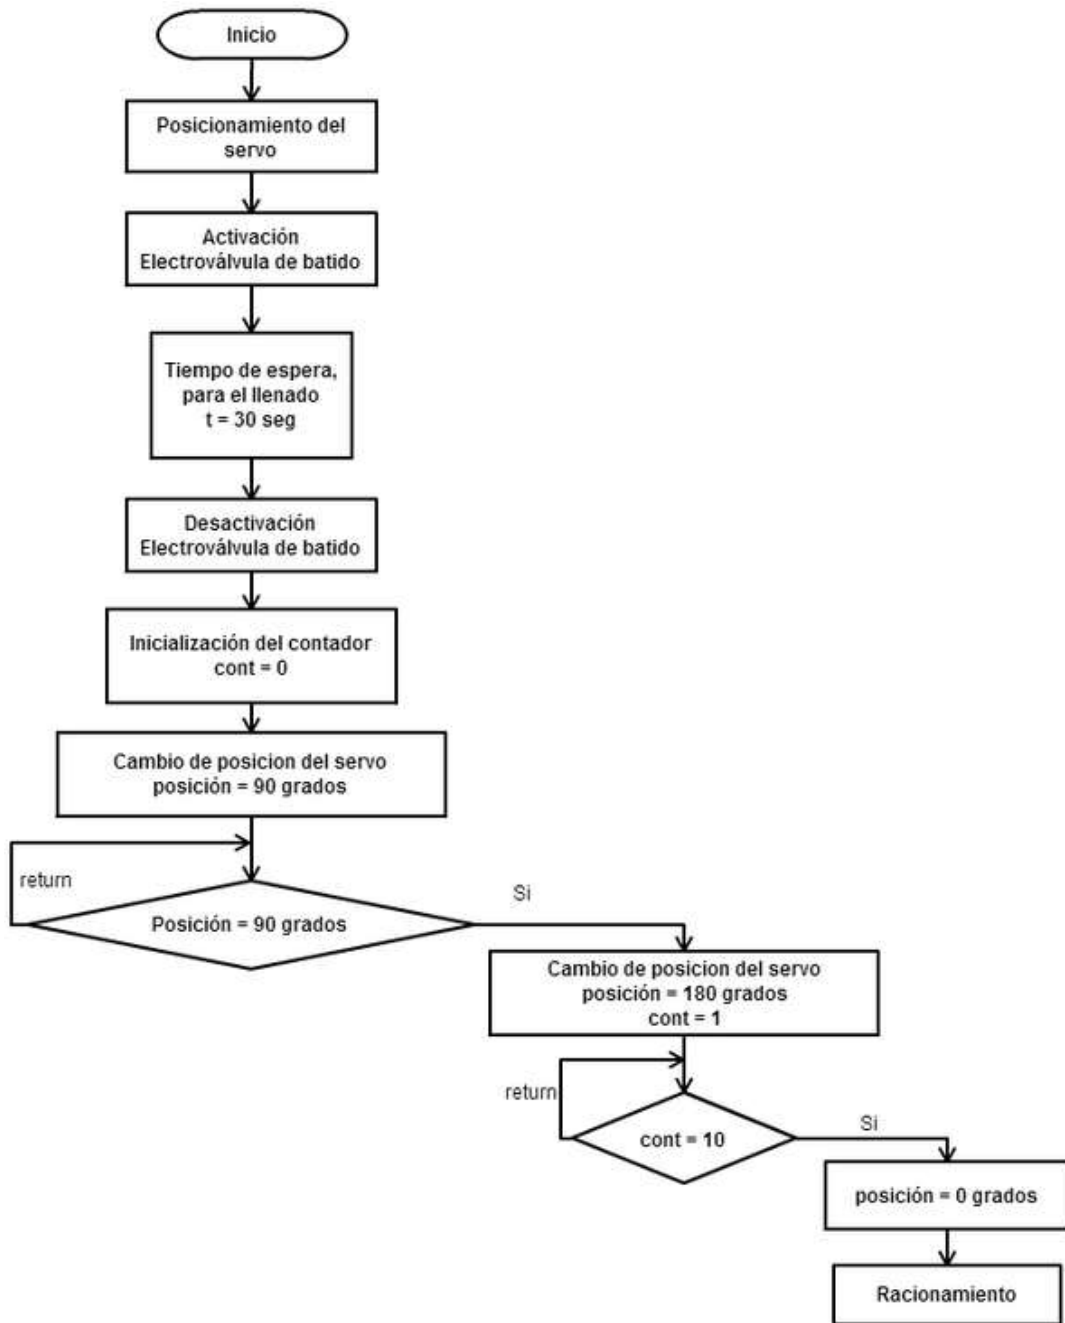 Inicio
Posicionamiento del
servo
Activación
Electroválvula de batido
Tiempo de espera,
para el llenado
t = 30 seg
Desactivación
Electroválvula de batido
Inicialización del contador
cont = 0
Cambio de posicion del servo
posición = 90 grados
return
Posición = 90 grados
Si
Cambio de posicion del servo
posición = 180 grados
cont = 1
return
cont = 10
Si
posición = 0 grados
Racionamiento